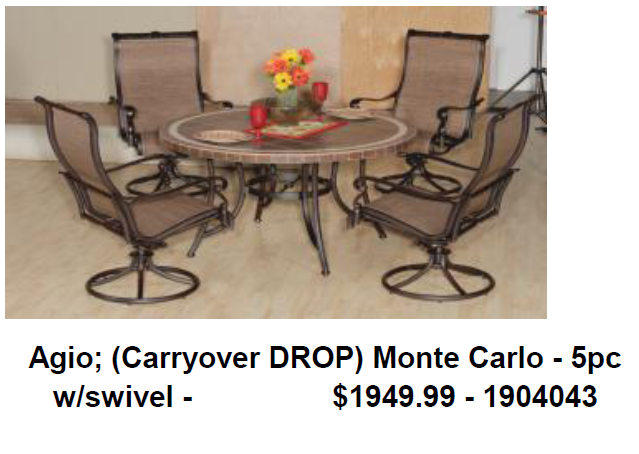 Agio; (Carryover DROP) Monte Carlo - 5pc
w/swivel - $1949.99 - 1904043